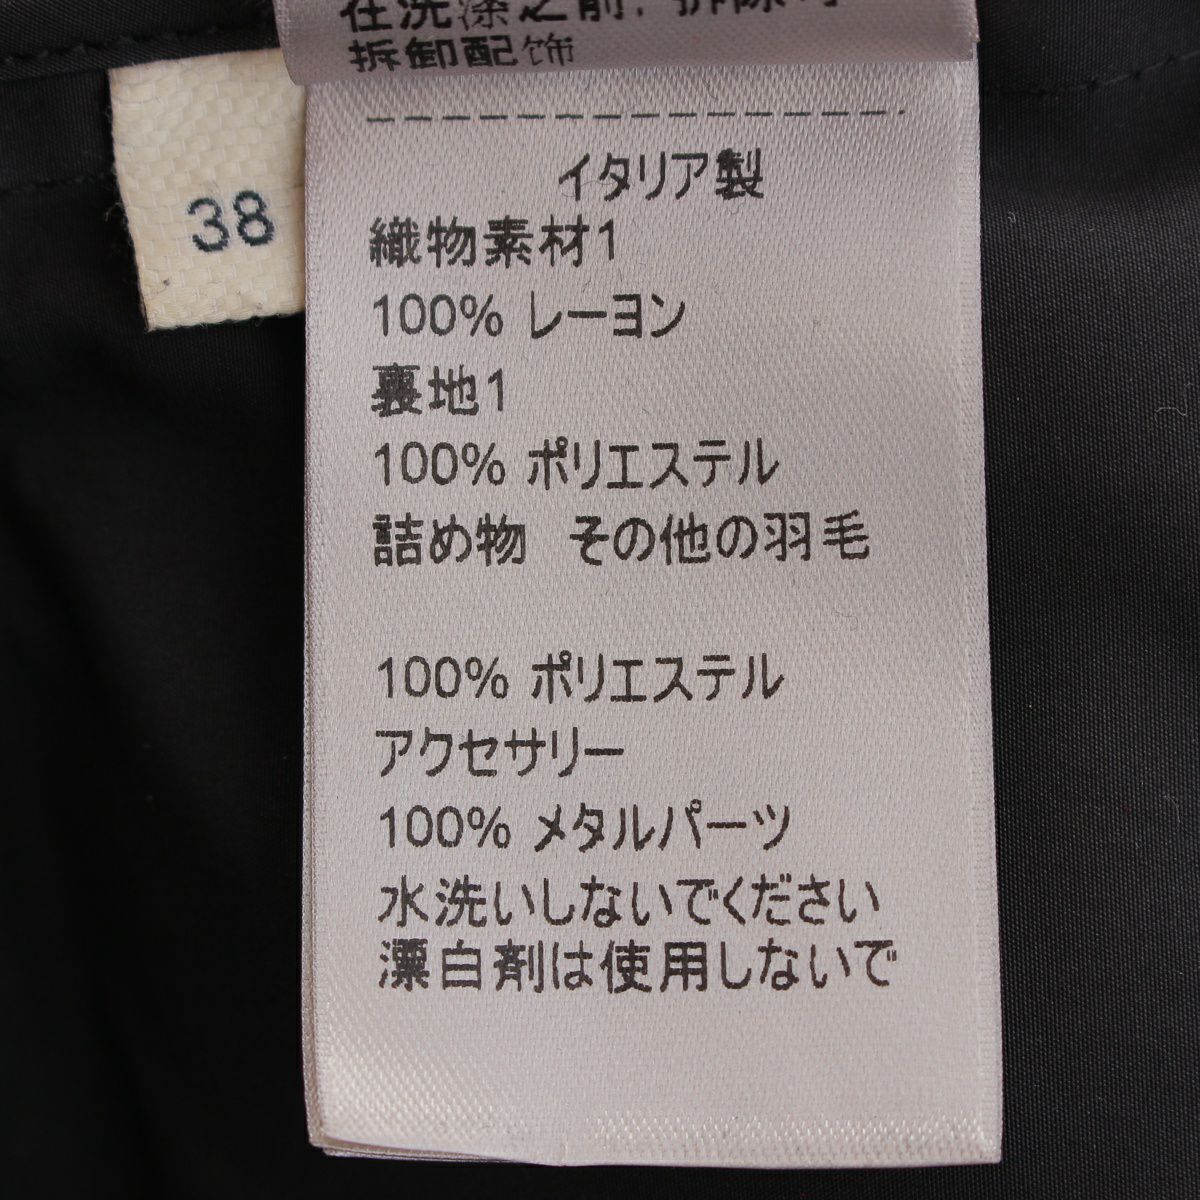 在洗涤之前,拆除可
拆卸配饰
38
イタリア製
織物素材1
100% レーヨン
裏地1
100% ポリエステル
詰め物 その他の羽毛
100% ポリエステル
アクセサリー
100% メタルパーツ
水洗いしないでください
漂白剤は使用しないで